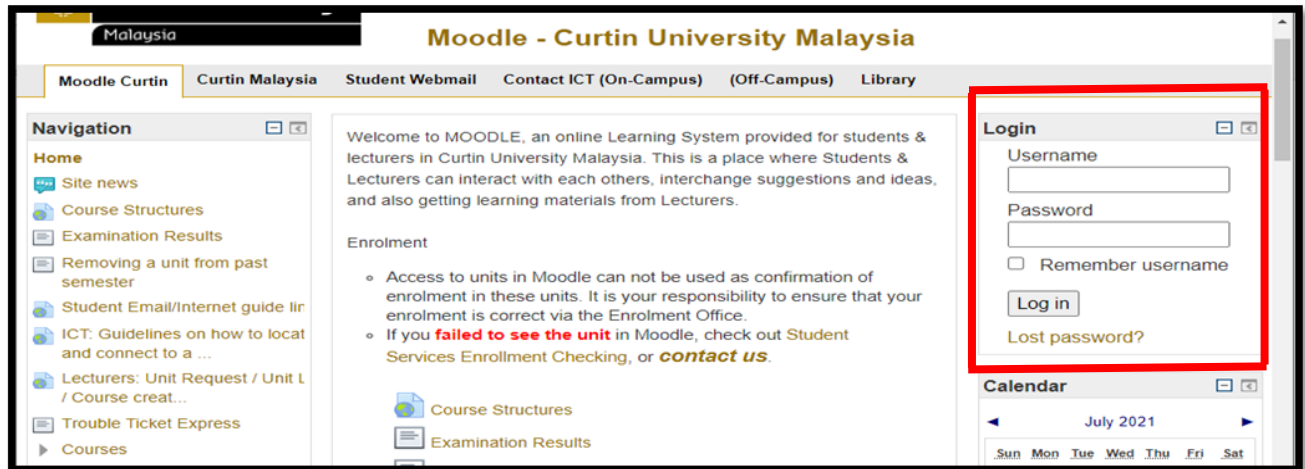 Malaysia
Moodle - Curtin University Malaysia
Moodle Curtin Curtin Malaysia Student Webmail Contact ICT (On-Campus) (Off-Campus) Library
Navigation
Home
Site news
Course Structures
Examination Results
Removing a unit from past
semester
Student Email/Internet guide lin
ICT: Guidelines on how to locat
and connect to a ...
Lecturers: Unit Request / Unit L
/ Course creat...
Trouble Ticket Express
Courses
Welcome to MOODLE, an online Learning System provided for students &
lecturers in Curtin University Malaysia. This is a place where Students &
Lecturers can interact with each others, interchange suggestions and ideas,
and also getting learning materials from Lecturers.
Enrolment
Access to units in Moodle can not be used as confirmation of
enrolment in these units. It is your responsibility to ensure that your
enrolment is correct via the Enrolment Office.
If you failed to see the unit in Moodle, check out Student
Services Enrollment Checking, or contact us.
Course Structures
Examination Results
Login
Username
Password
Remember username
Log in
Lost password?
Calendar
July 2021
Sun Mon Tue Wed Thu Fri Sat